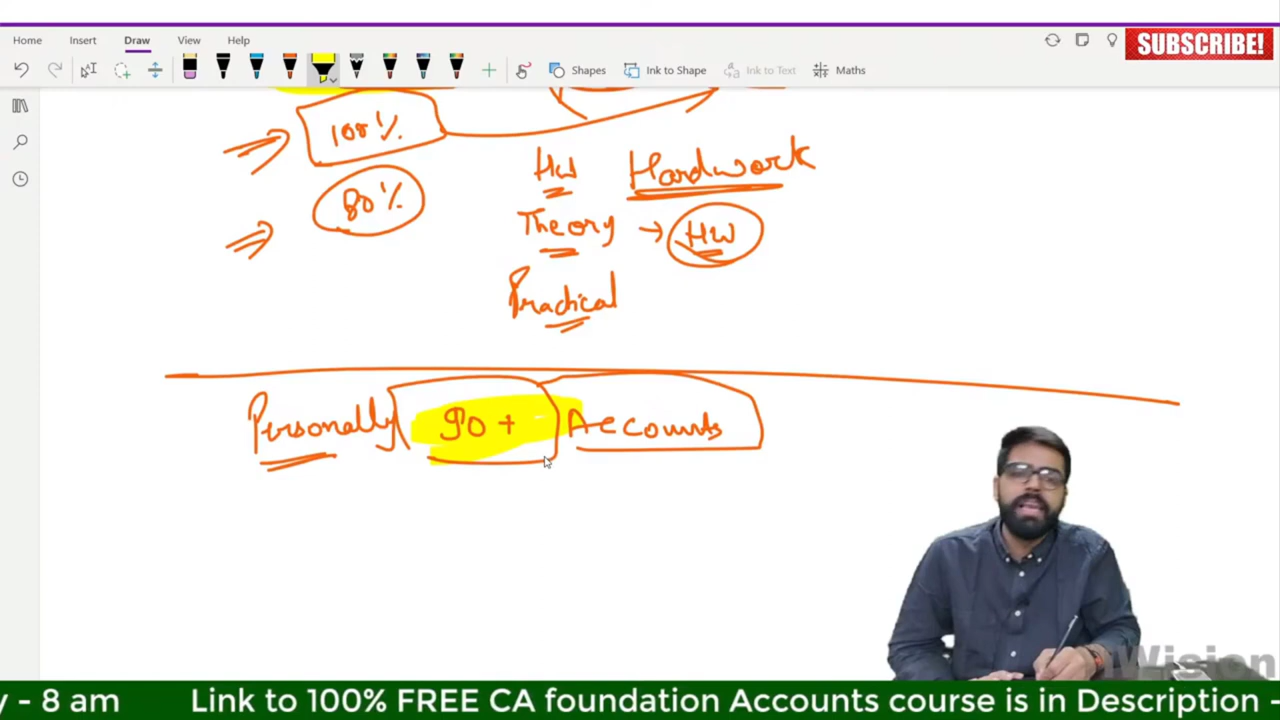 Home Insert Draw View Help
SUBSCRIBE!
Shapes Ink to Shape Ink to Text Maths
100%
80%
HW Hardwork
Theory → HW
Practical
Personally 90+ Accounts
Wision
- 8 am Link to 100% FREE CA foundation Accounts course is in Description -